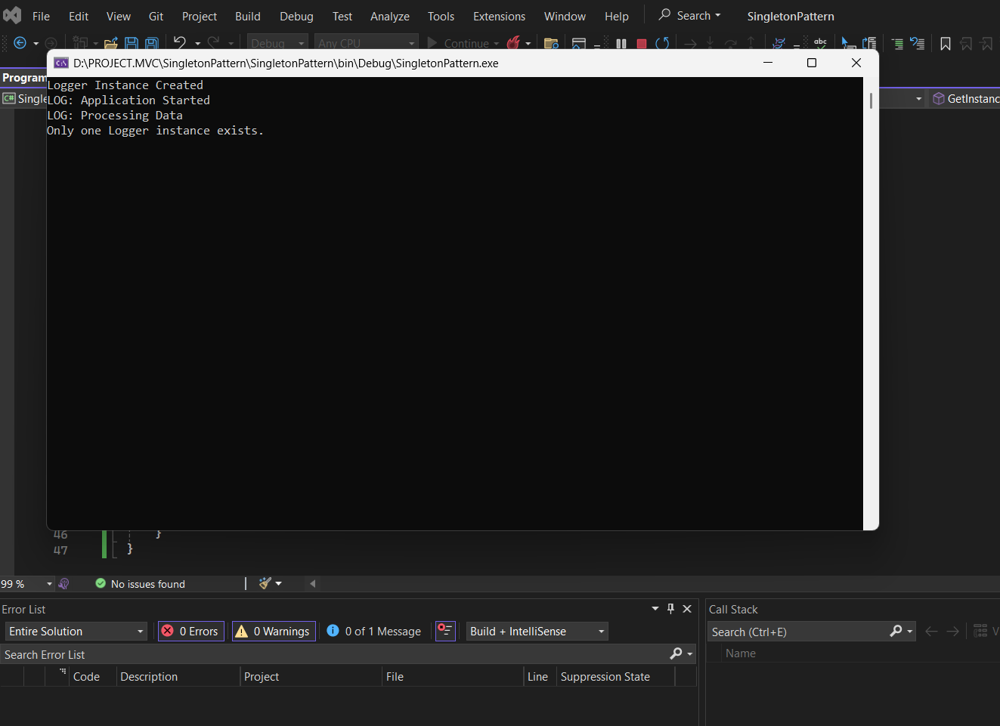 File Edit View Git Project Build Debug Test Analyze Tools Extensions Window Help Search SingletonPattern
Debug Any CPU Continue
D:\PROJECT.MVC\SingletonPattern\SingletonPattern\bin\Debug\SingletonPattern.exe
Program
Single
GetInstanc
Logger Instance Created
LOG: Application Started
LOG: Processing Data
Only one Logger instance exists.
46 }
47 }
99 % No issues found
Error List
Entire Solution 0 Errors 0 Warnings 0 of 1 Message Build + IntelliSense
Search Error List
Code Description Project File Line Suppression State
Call Stack
Search (Ctrl+E) V
Name